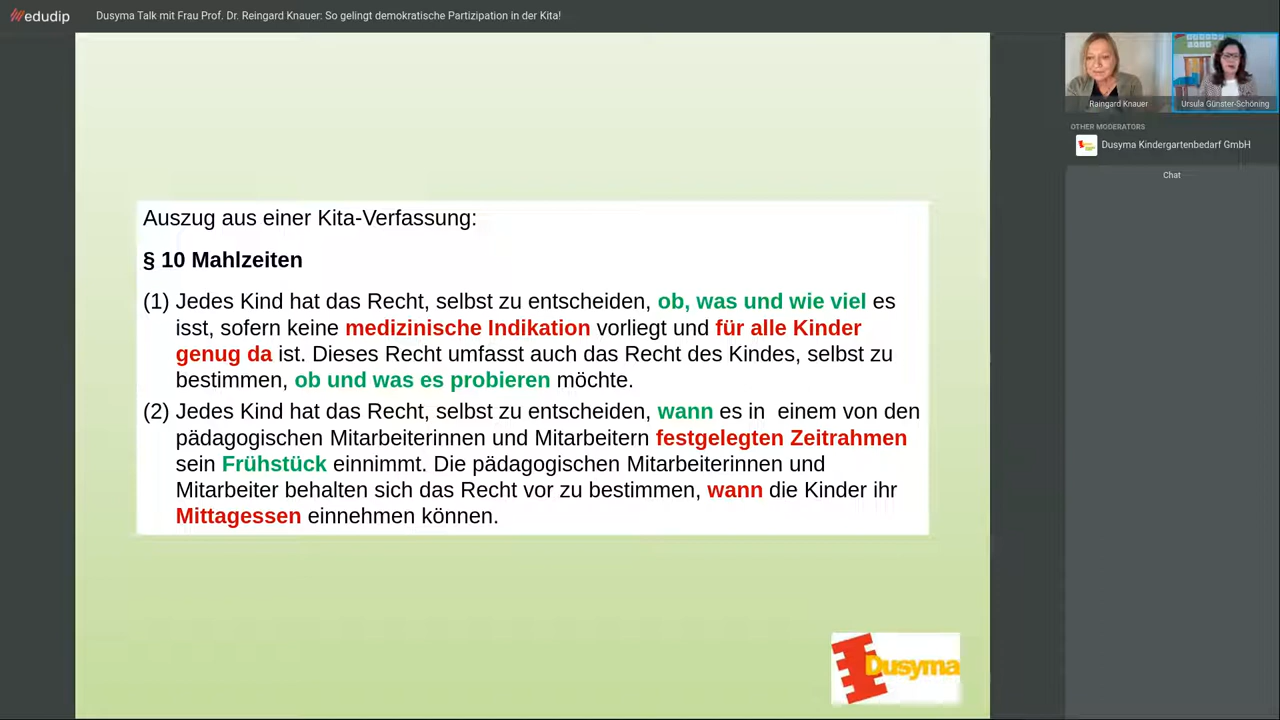 edudip
Dusyma Talk mit Frau Prof. Dr. Reingard Knauer: So gelingt demokratische Partizipation in der Kita!
Auszug aus einer Kita-Verfassung:
§ 10 Mahlzeiten
(1) Jedes Kind hat das Recht, selbst zu entscheiden, ob, was und wie viel es
isst, sofern keine medizinische Indikation vorliegt und für alle Kinder
genug da ist. Dieses Recht umfasst auch das Recht des Kindes, selbst zu
bestimmen, ob und was es probieren möchte.
(2) Jedes Kind hat das Recht, selbst zu entscheiden, wann es in einem von den
pädagogischen Mitarbeiterinnen und Mitarbeitern festgelegten Zeitrahmen
sein Frühstück einnimmt. Die pädagogischen Mitarbeiterinnen und
Mitarbeiter behalten sich das Recht vor zu bestimmen, wann die Kinder ihr
Mittagessen einnehmen können.
Dusyma
Raingard Knauer
Ursula Günster-Schöning
OTHER MODERATORS
Dusyma Kindergartenbedarf GmbH
Chat